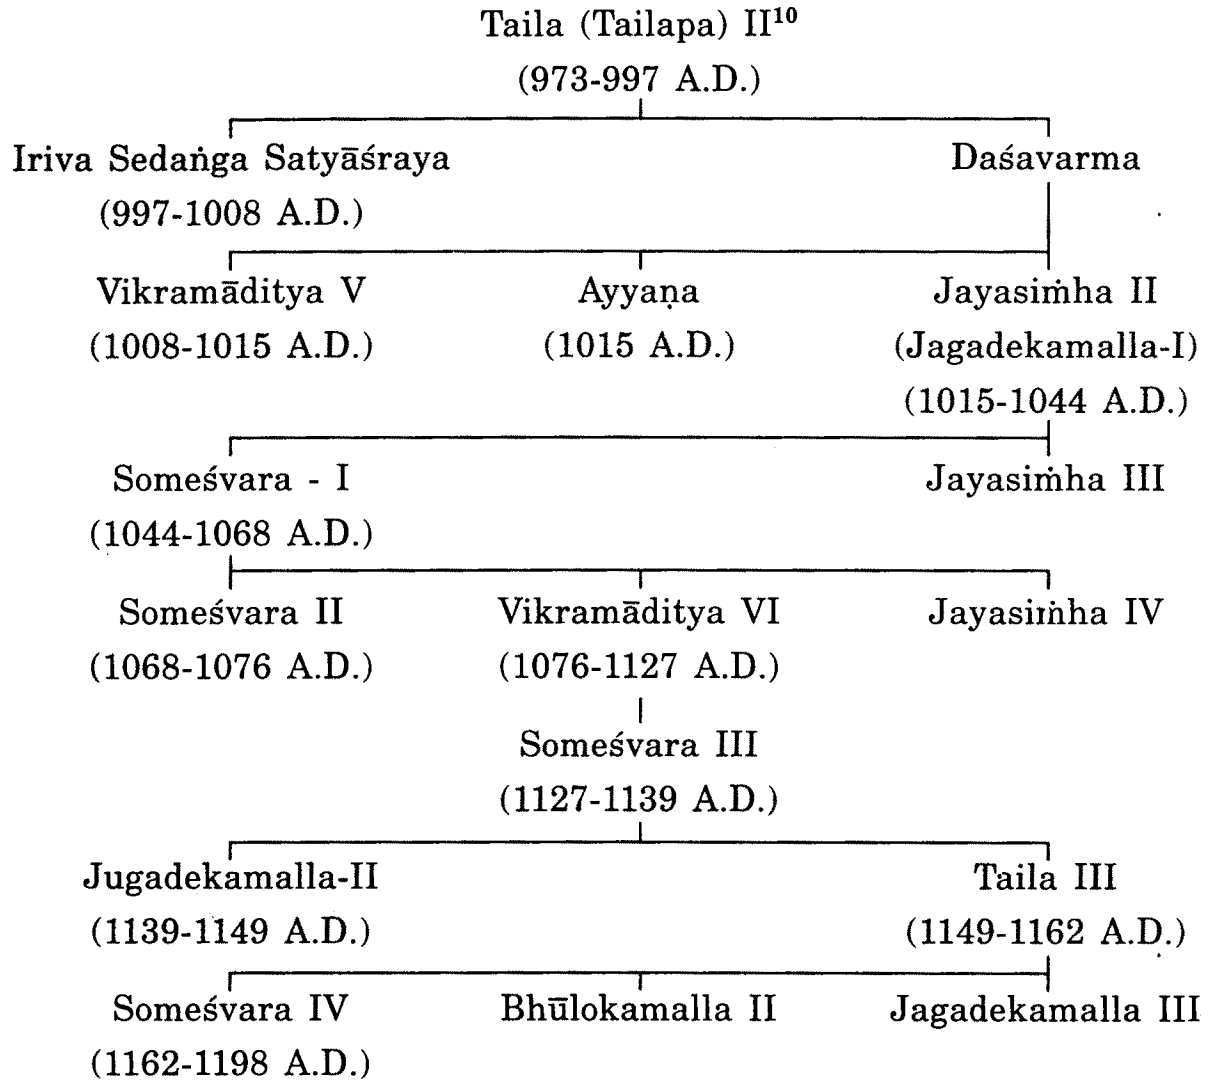 Taila (Tailapa) II¹⁰
(973-997 A.D.)
Iriva Sedaṅga Satyāśraya Daśavarma
(997-1008 A.D.)
Vikramāditya V Ayyaṇa Jayasiṁha II
(1008-1015 A.D.) (1015 A.D.) (Jagadekamalla-I)
(1015-1044 A.D.)
Someśvara - I Jayasiṁha III
(1044-1068 A.D.)
Someśvara II Vikramāditya VI Jayasiṁha IV
(1068-1076 A.D.) (1076-1127 A.D.)
Someśvara III
(1127-1139 A.D.)
Jugadekamalla-II Taila III
(1139-1149 A.D.) (1149-1162 A.D.)
Someśvara IV Bhūlokamalla II Jagadekamalla III
(1162-1198 A.D.)